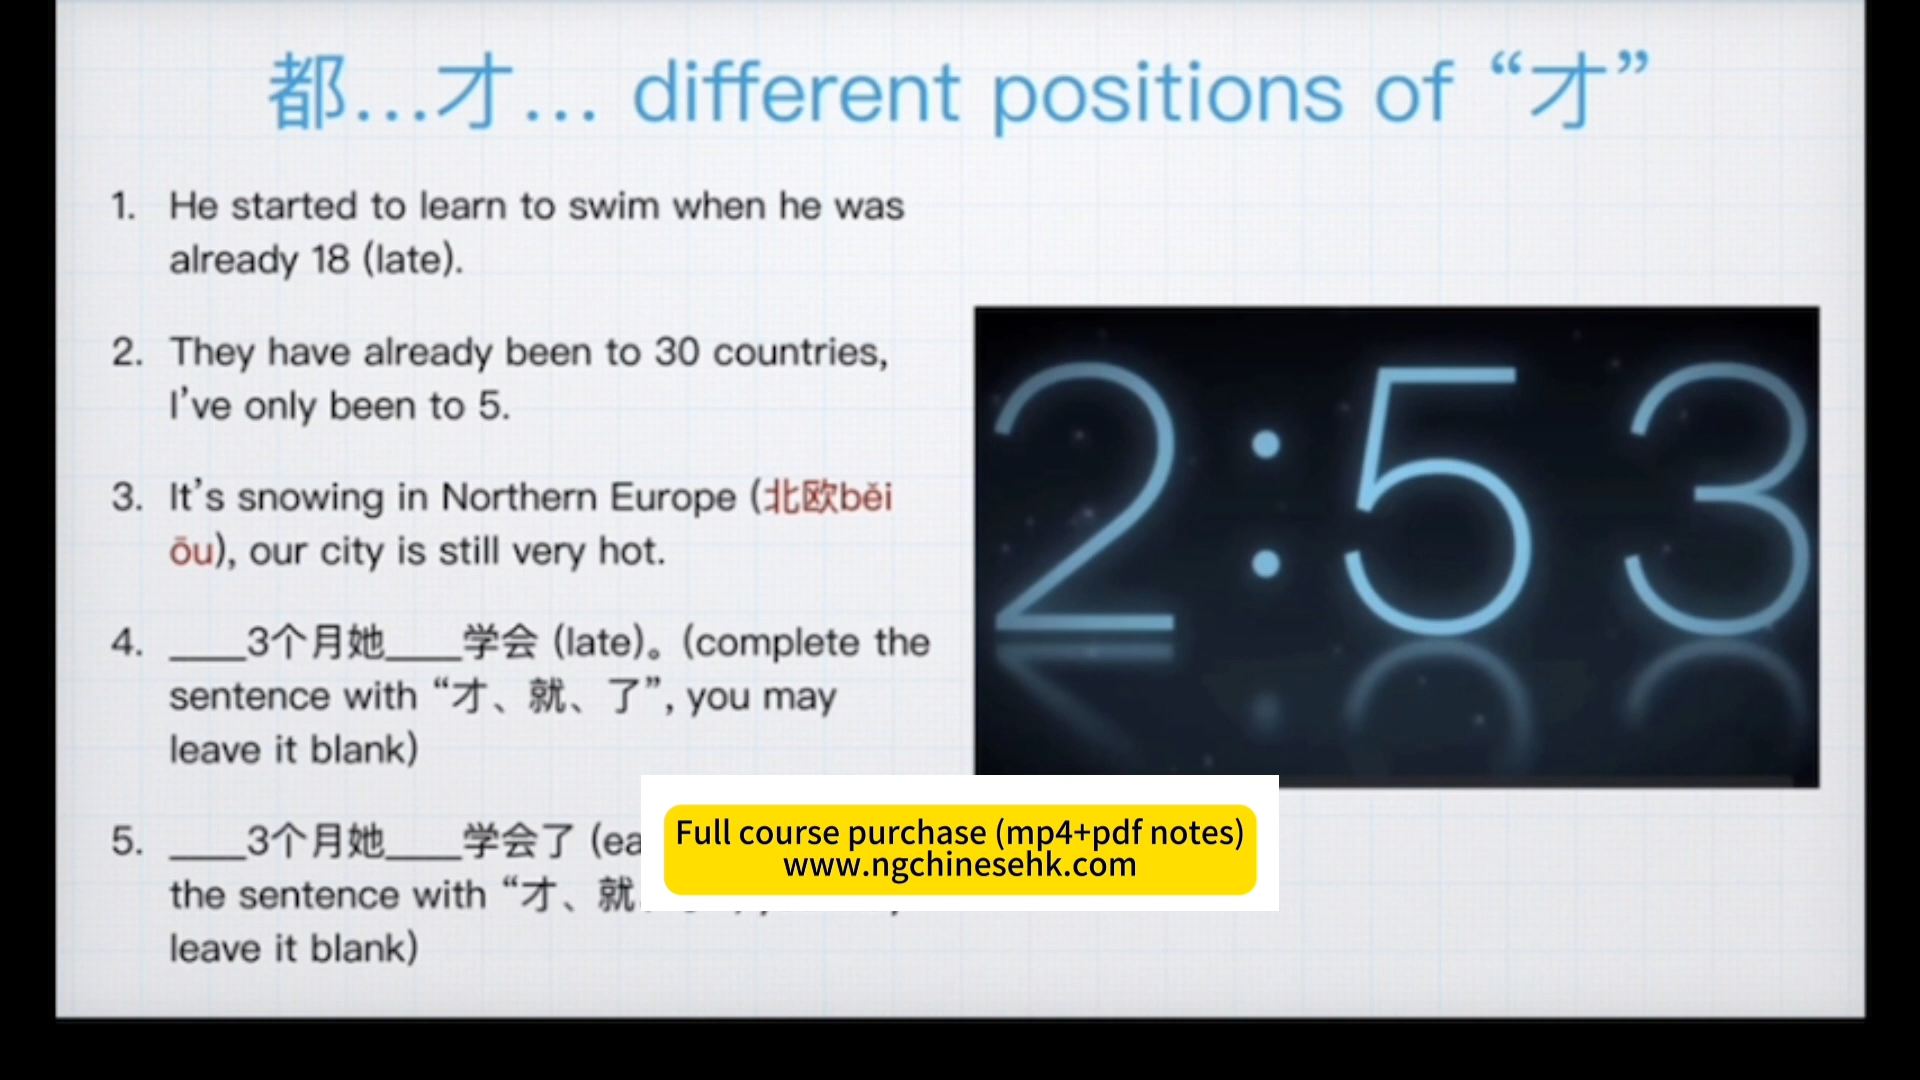 都...才... different positions of “才”
1. He started to learn to swim when he was
already 18 (late).
2. They have already been to 30 countries,
I’ve only been to 5.
3. It’s snowing in Northern Europe (北欧běi
ōu), our city is still very hot.
4. ____3个月她____学会 (late)。(complete the
sentence with “才、就、了”, you may
leave it blank)
5. ____3个月她____学会了 (ea
the sentence with “才、就
leave it blank)
2:53
Full course purchase (mp4+pdf notes)
www.ngchinesehk.com